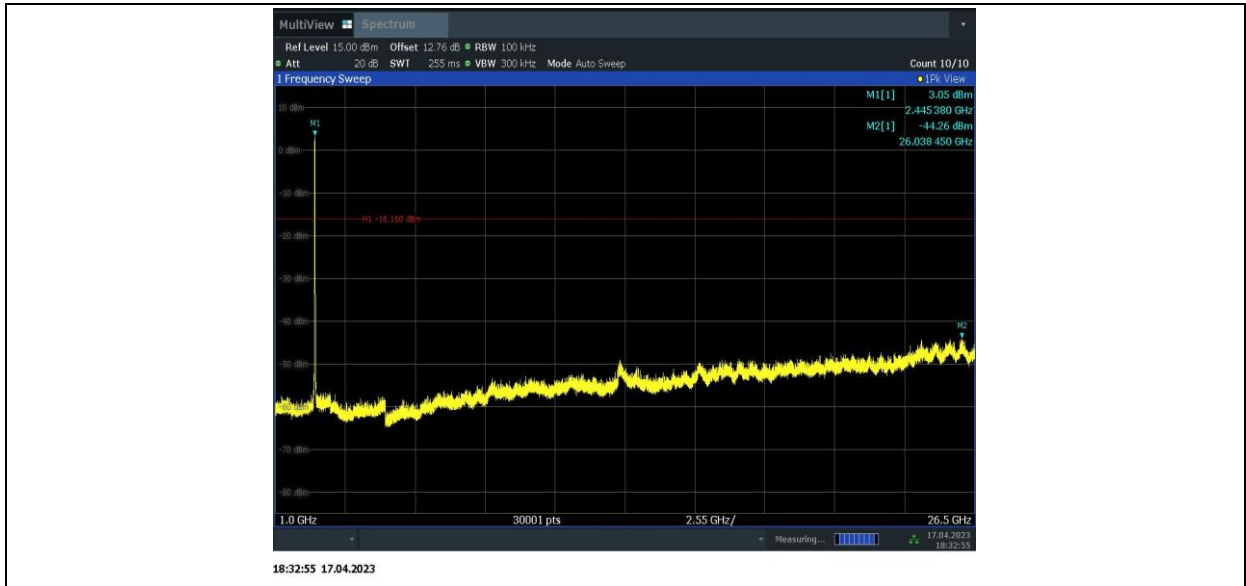 MultiView Spectrum
Ref Level 15.00 dBm Offset 12.76 dB RBW 100 kHz
Att 20 dB SWT 255 ms VBW 300 kHz Mode Auto Sweep Count 10/10
1 Frequency Sweep 1Pk View
M1[1] 3.05 dBm
10 dBm 2.445 380 GHz
M1 M2[1] -44.26 dBm
0 dBm 26.038 450 GHz
-10 dBm
H1 -16.160 dBm
-20 dBm
-30 dBm
-40 dBm
M2
-50 dBm
-60 dBm
-70 dBm
-80 dBm
1.0 GHz 30001 pts 2.55 GHz/ 26.5 GHz
Measuring... 17.04.2023
18:32:55
18:32:55 17.04.2023